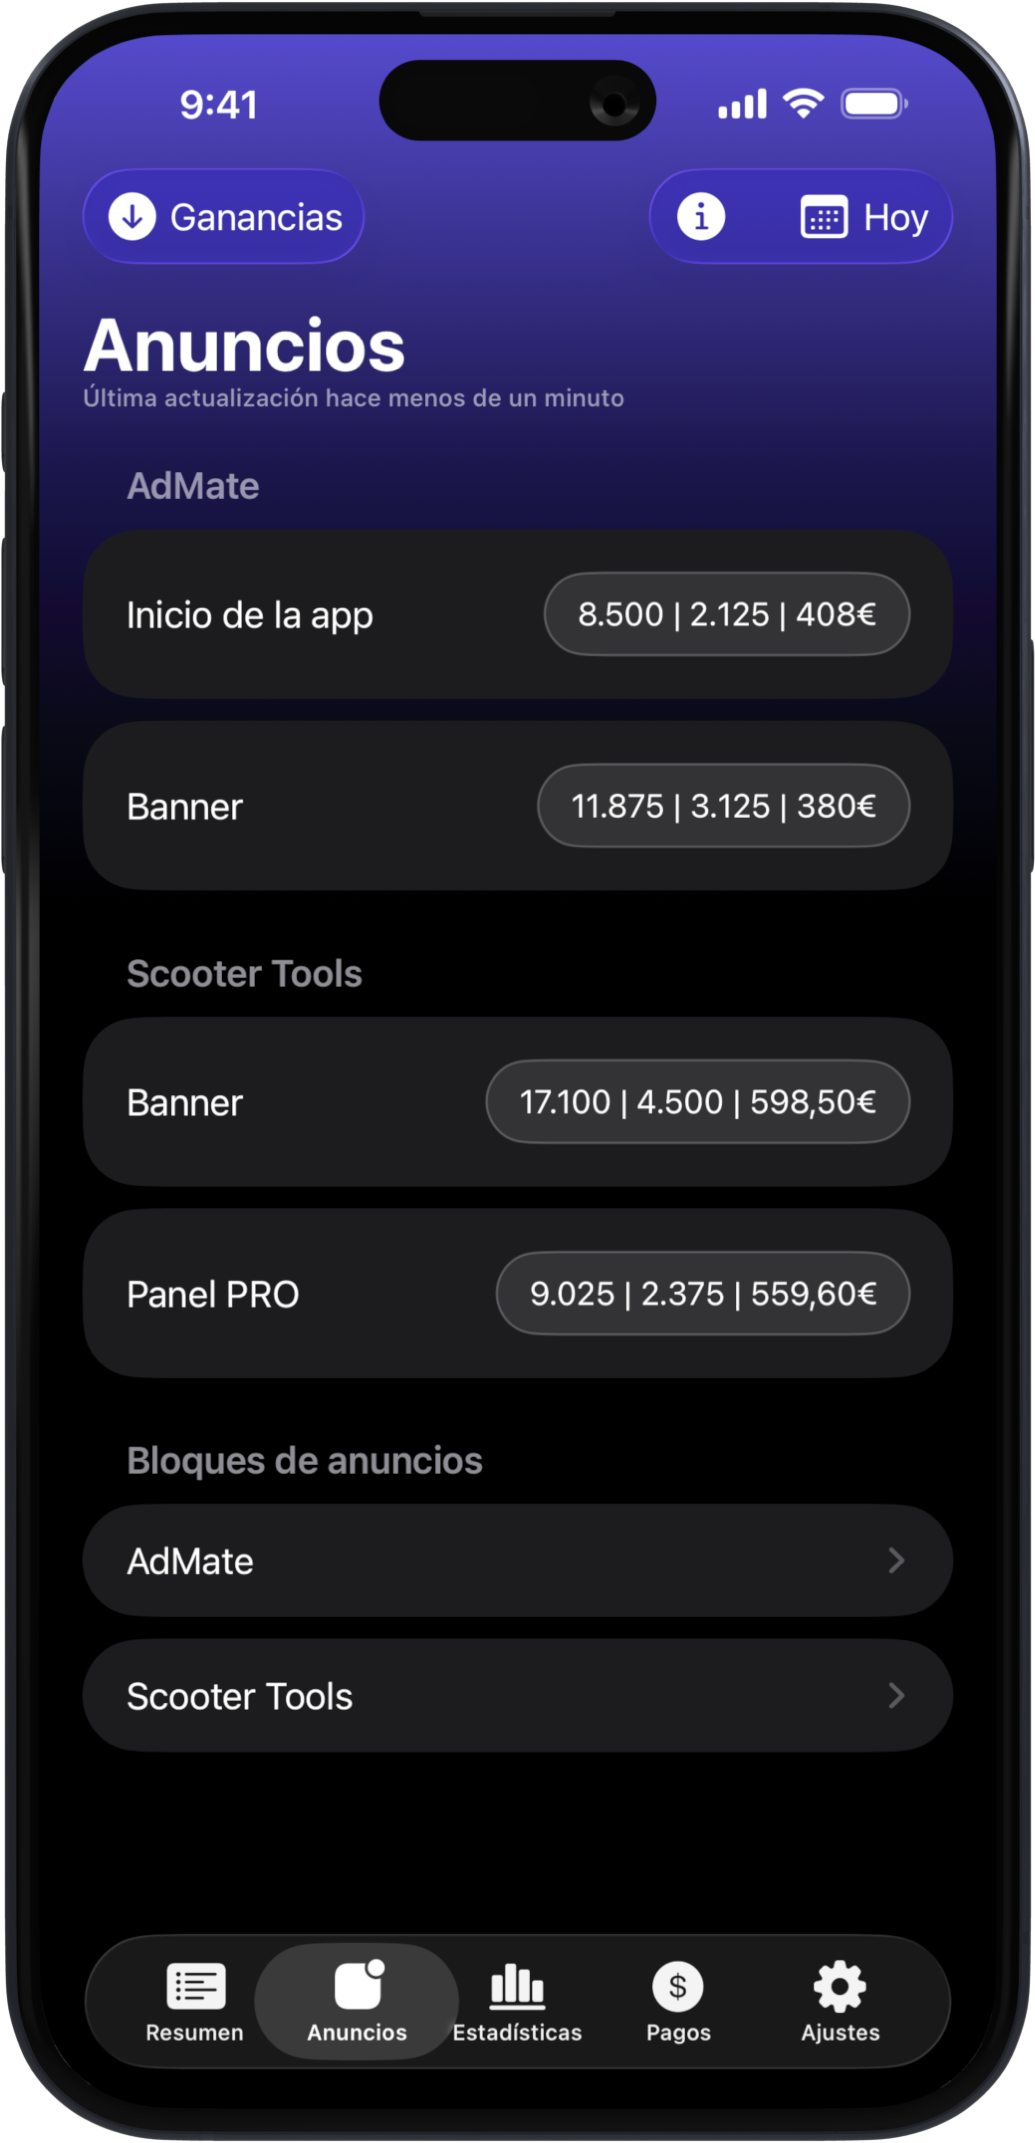 9:41
Ganancias
Hoy
Anuncios
Última actualización hace menos de un minuto
AdMate
Inicio de la app
8.500 | 2.125 | 408€
Banner
11.875 | 3.125 | 380€
Scooter Tools
Banner
17.100 | 4.500 | 598,50€
Panel PRO
9.025 | 2.375 | 559,60€
Bloques de anuncios
AdMate
Scooter Tools
Resumen
Anuncios
Estadísticas
Pagos
Ajustes